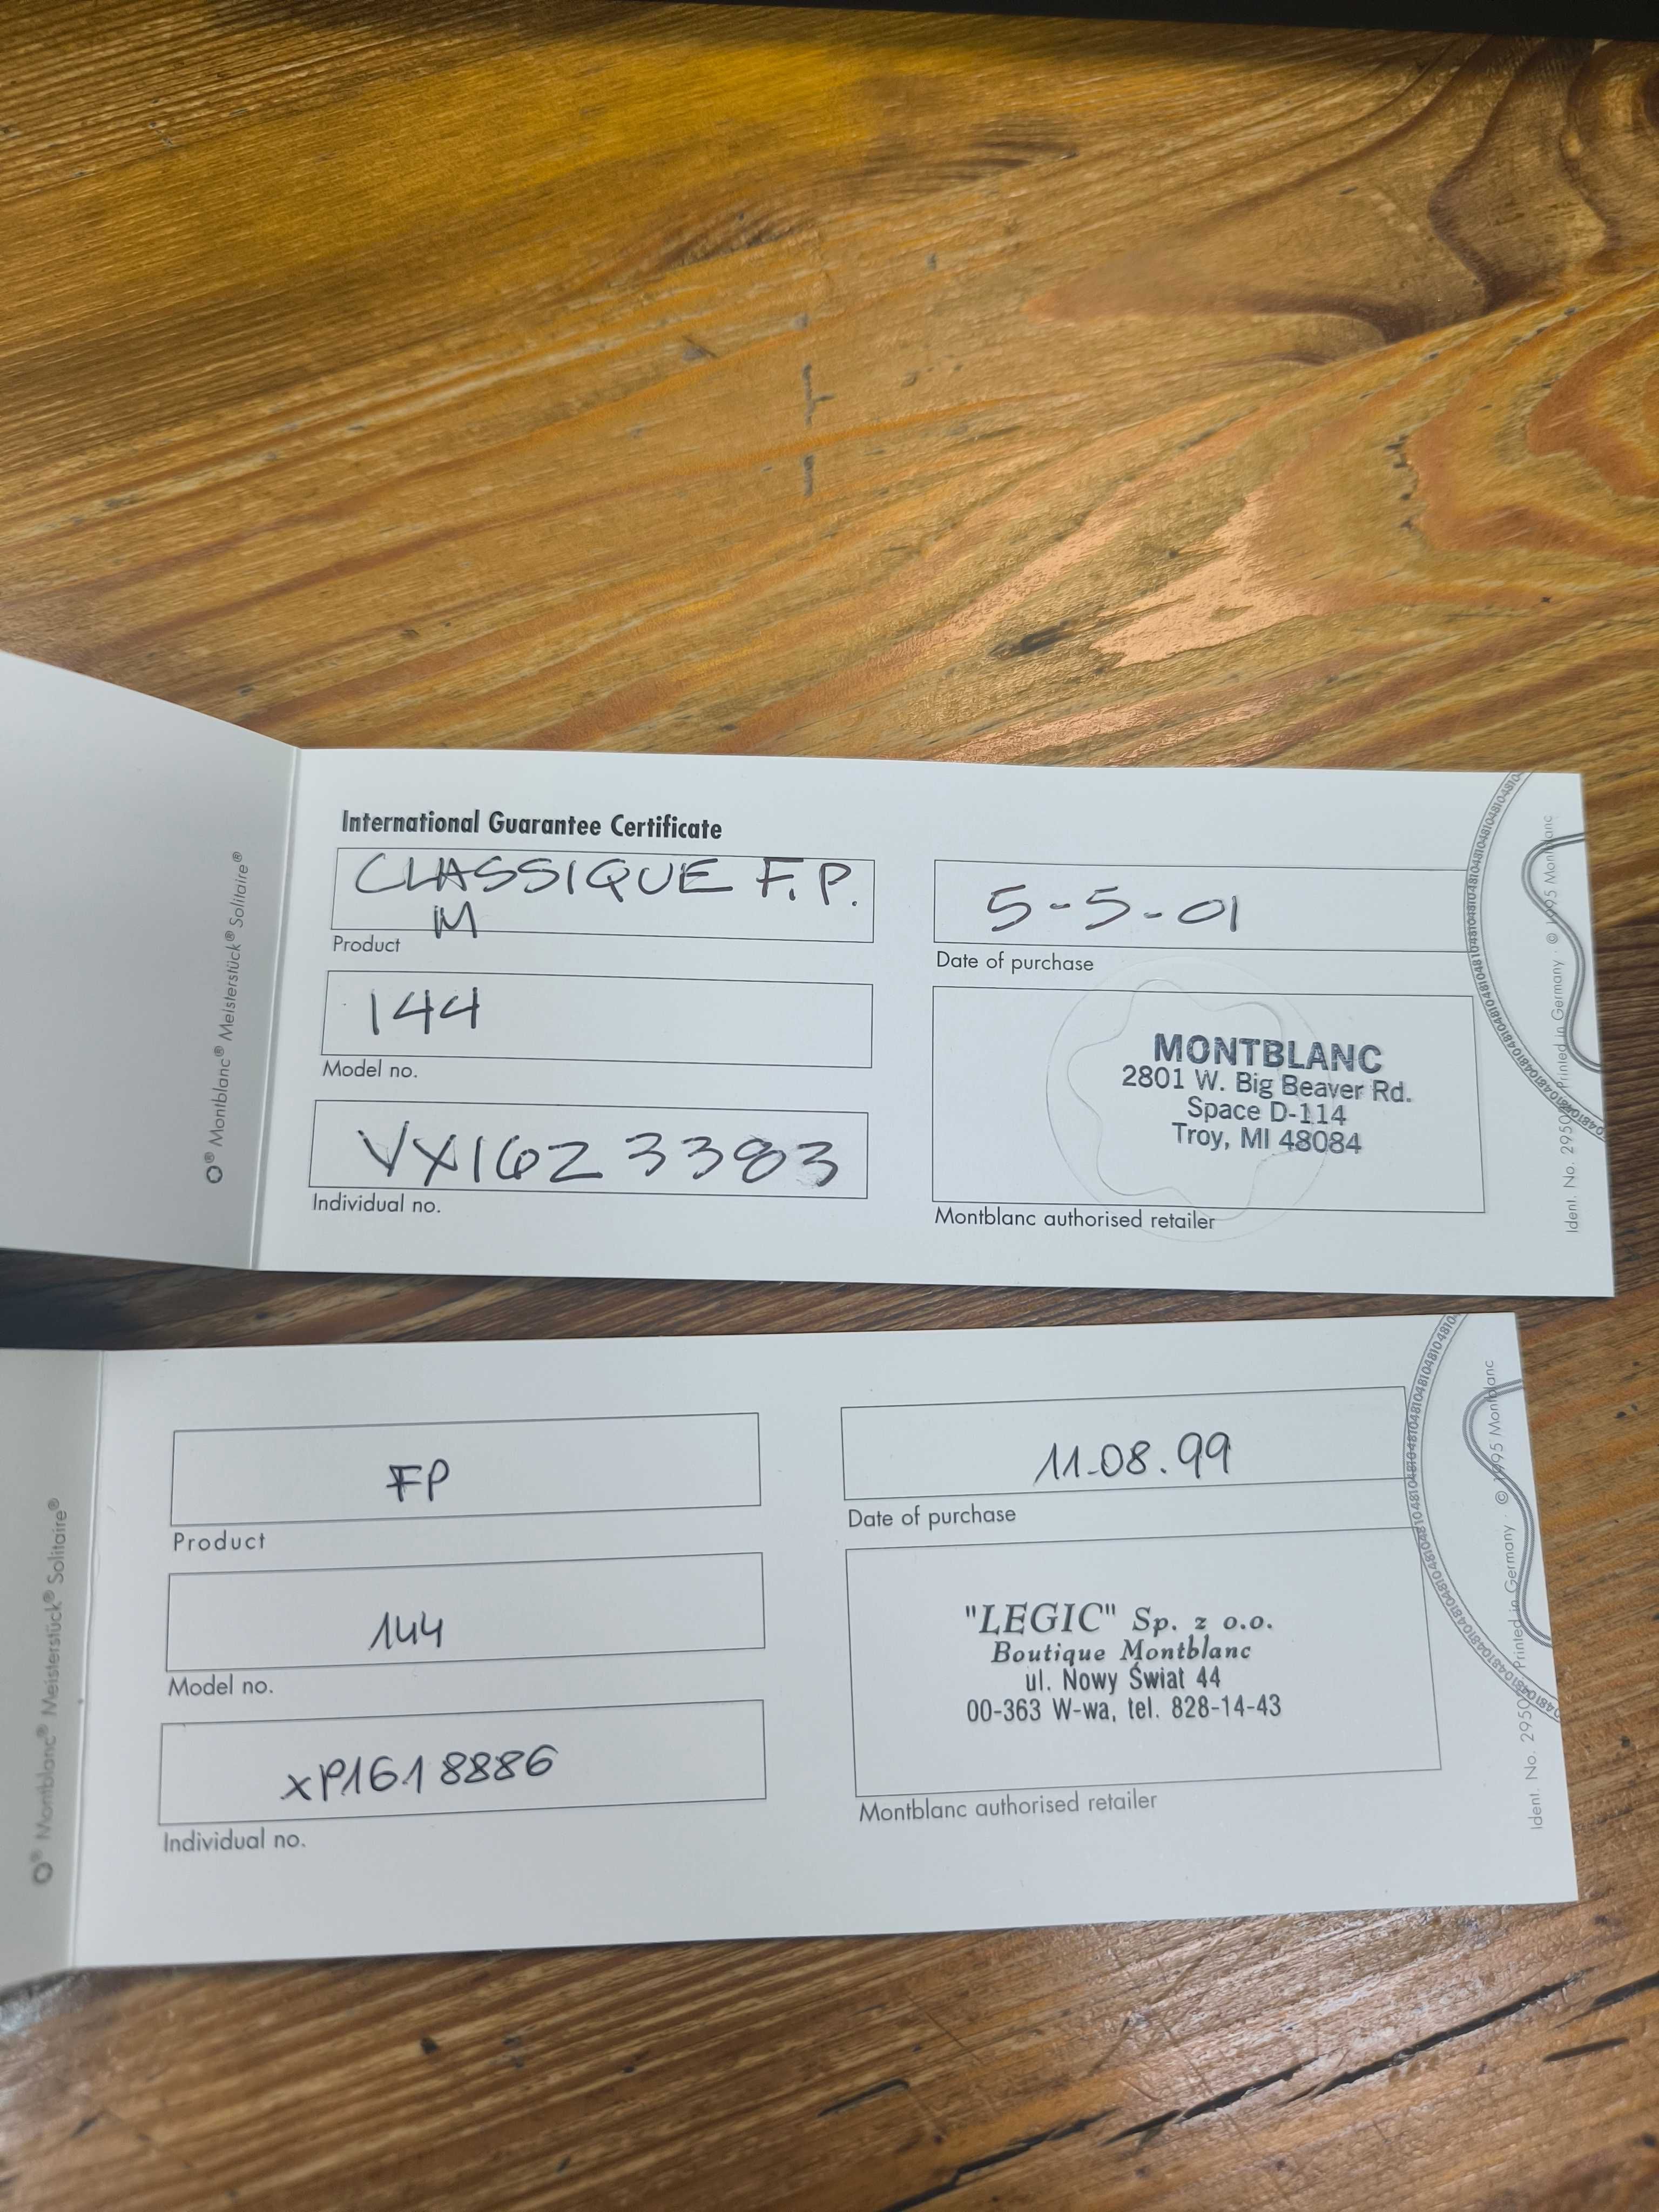 International Guarantee Certificate
CLASSIQUE F.P.
M
Product
144
Model no.
VX1623383
Individual no.
5-5-01
Date of purchase
MONTBLANC
2801 W. Big Beaver Rd.
Space D-114
Troy, MI 48084
Montblanc authorised retailer
® Montblanc® Meisterstück® Solitaire®
Ident. No. 2950 Printed in Germany © 1995 Montblanc
FP
Product
144
Model no.
XP1618886
Individual no.
11.08.99
Date of purchase
"LEGIC" Sp. z o.o.
Boutique Montblanc
ul. Nowy Świat 44
00-363 W-wa, tel. 828-14-43
Montblanc authorised retailer
® Montblanc® Meisterstück® Solitaire®
Ident. No. 2950 Printed in Germany · © 1995 Montblanc